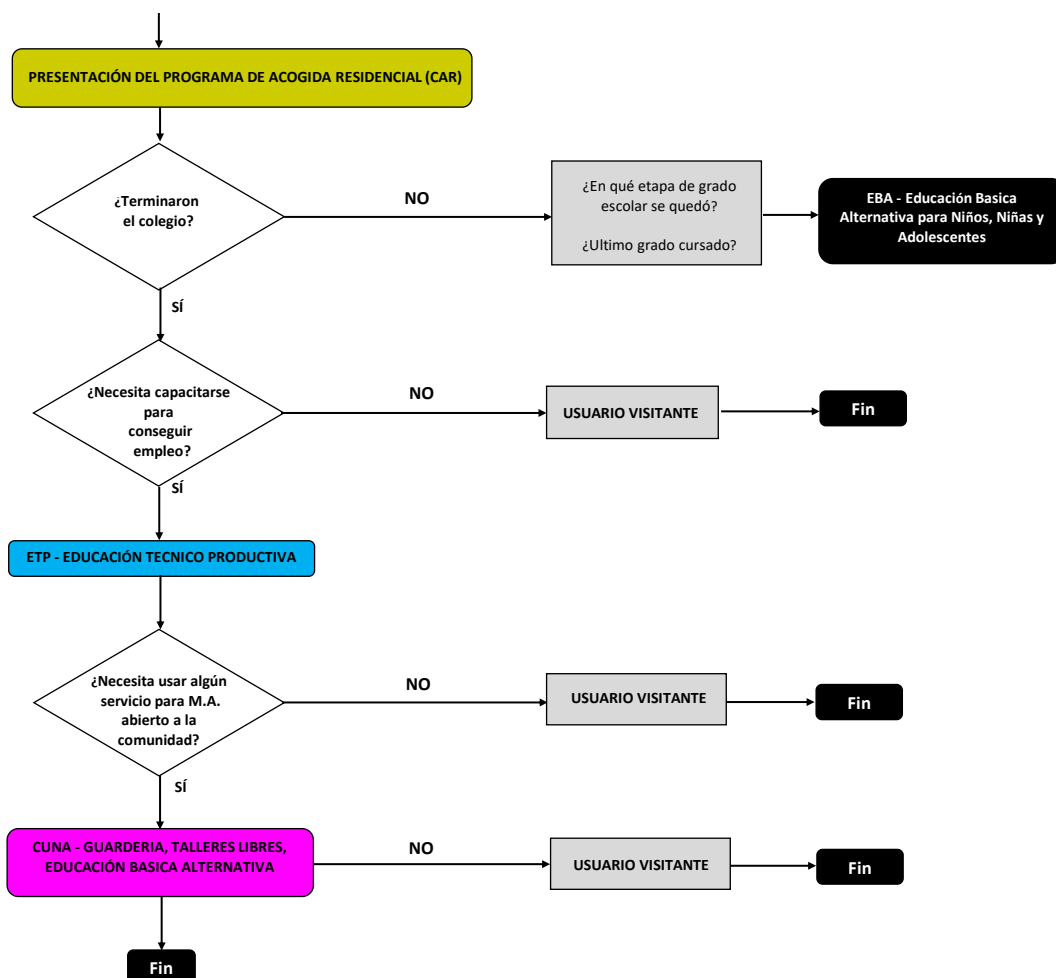 PRESENTACIÓN DEL PROGRAMA DE ACOGIDA RESIDENCIAL (CAR)
¿Terminaron
el colegio?
NO
¿En qué etapa de grado
escolar se quedó?
¿Ultimo grado cursado?
EBA - Educación Basica
Alternativa para Niños, Niñas y
Adolescentes
SÍ
¿Necesita capacitarse
para
conseguir
empleo?
NO
USUARIO VISITANTE
Fin
SÍ
ETP - EDUCACIÓN TECNICO PRODUCTIVA
¿Necesita usar algún
servicio para M.A.
abierto a la
comunidad?
NO
USUARIO VISITANTE
Fin
SÍ
CUNA - GUARDERIA, TALLERES LIBRES,
EDUCACIÓN BASICA ALTERNATIVA
NO
USUARIO VISITANTE
Fin
Fin